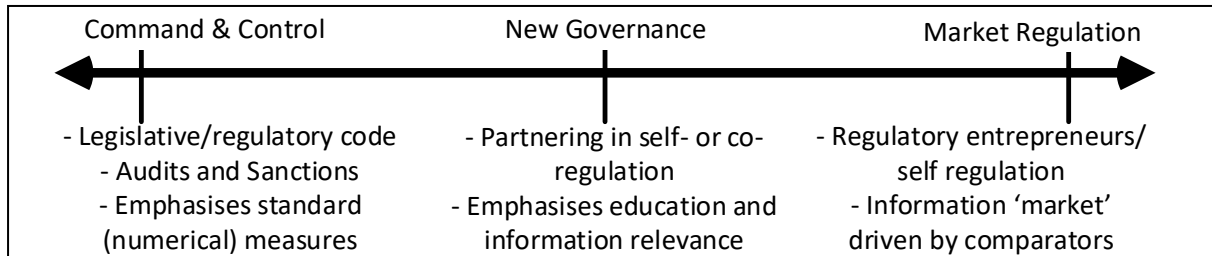 Command & Control
New Governance
Market Regulation
- Legislative/regulatory code
- Audits and Sanctions
- Emphasises standard
(numerical) measures
- Partnering in self- or co-
regulation
- Emphasises education and
information relevance
- Regulatory entrepreneurs/
self regulation
- Information ‘market’
driven by comparators